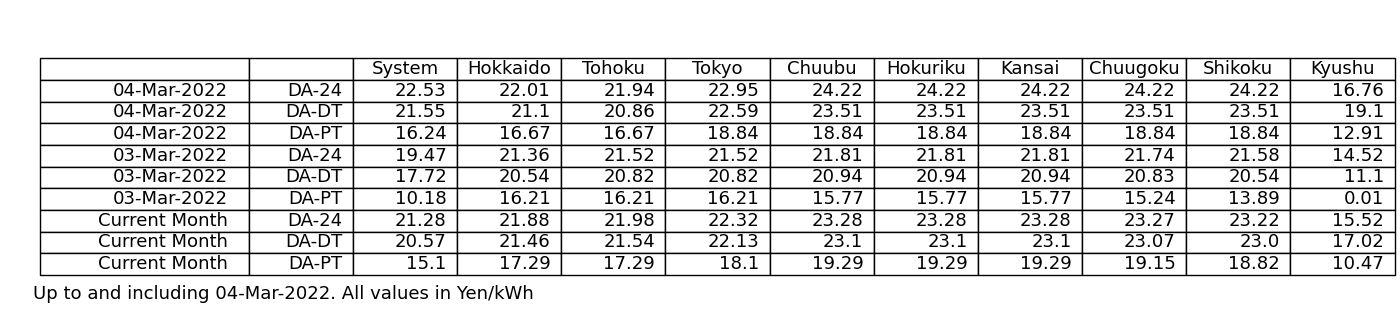 System Hokkaido Tohoku Tokyo Chuubu Hokuriku Kansai Chuugoku Shikoku Kyushu
04-Mar-2022 DA-24 22.53 22.01 21.94 22.95 24.22 24.22 24.22 24.22 24.22 16.76
04-Mar-2022 DA-DT 21.55 21.1 20.86 22.59 23.51 23.51 23.51 23.51 23.51 19.1
04-Mar-2022 DA-PT 16.24 16.67 16.67 18.84 18.84 18.84 18.84 18.84 18.84 12.91
03-Mar-2022 DA-24 19.47 21.36 21.52 21.52 21.81 21.81 21.81 21.74 21.58 14.52
03-Mar-2022 DA-DT 17.72 20.54 20.82 20.82 20.94 20.94 20.94 20.83 20.54 11.1
03-Mar-2022 DA-PT 10.18 16.21 16.21 16.21 15.77 15.77 15.77 15.24 13.89 0.01
Current Month DA-24 21.28 21.88 21.98 22.32 23.28 23.28 23.28 23.27 23.22 15.52
Current Month DA-DT 20.57 21.46 21.54 22.13 23.1 23.1 23.1 23.07 23.0 17.02
Current Month DA-PT 15.1 17.29 17.29 18.1 19.29 19.29 19.29 19.15 18.82 10.47
Up to and including 04-Mar-2022. All values in Yen/kWh